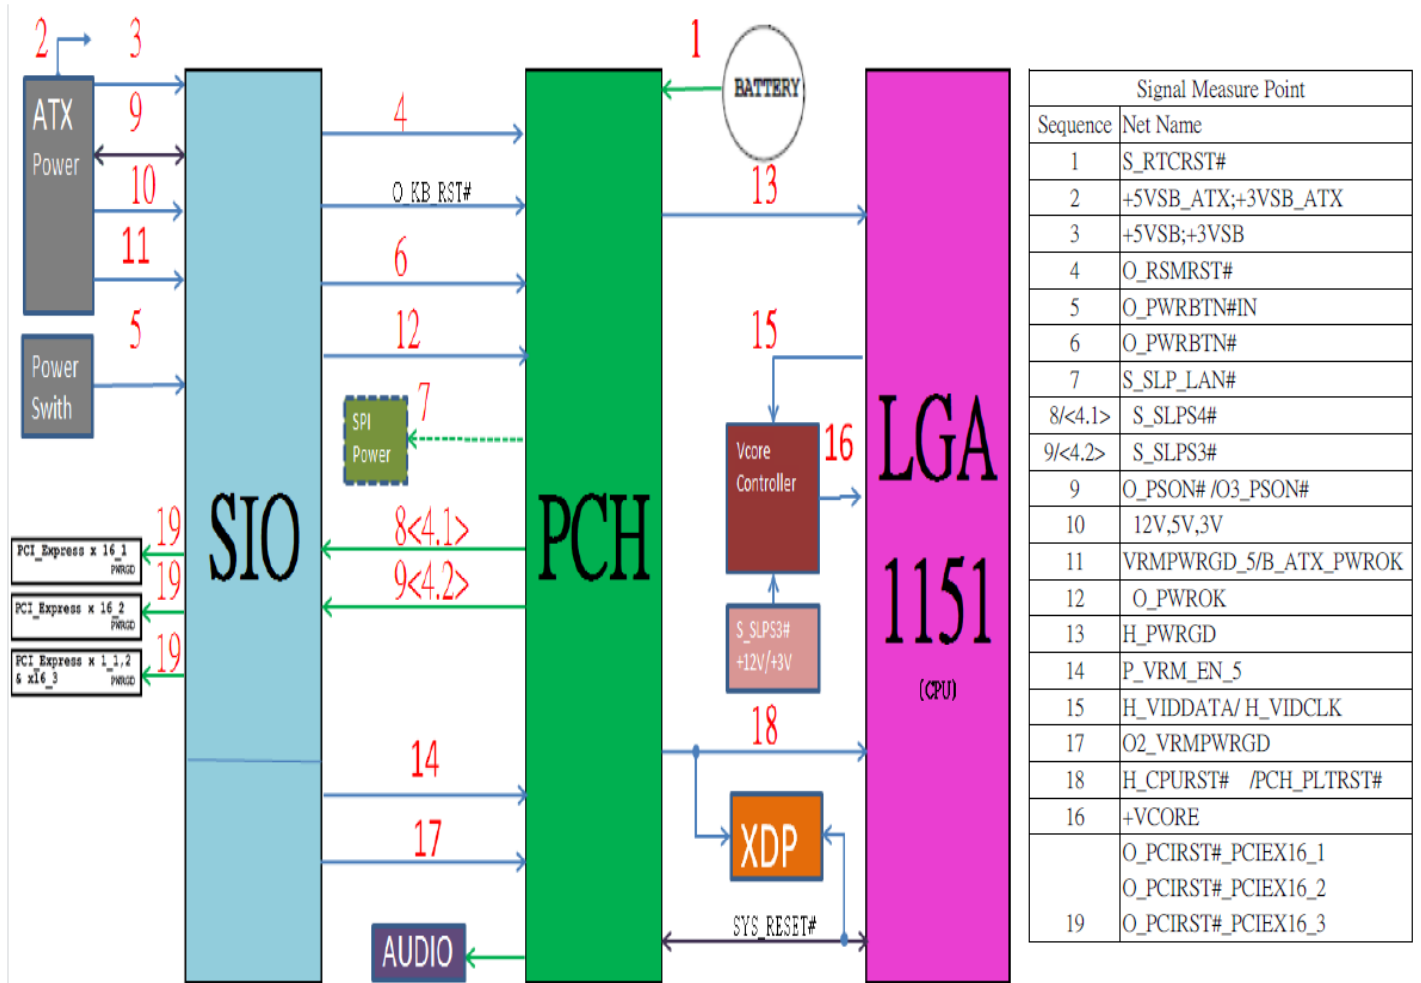 2
3
ATX
Power
9
10
11
5
Power
Swith
4
O_KB_RST#
6
12
SPI
Power
7
8<4.1>
9<4.2>
SIO
19
PCI_Express x 16_1
PWRGD
19
PCI_Express x 16_2
PWRGD
19
PCI_Express x 1_1,2
& x16_3
PWRGD
14
17
AUDIO
PCH
1
BATTERY
13
15
Vcore
Controller
16
S_SLPS3#
+12V/+3V
18
XDP
SYS_RESET#
LGA
1151
(CPU)
Signal Measure Point
Sequence Net Name
1 S_RTCRST#
2 +5VSB_ATX;+3VSB_ATX
3 +5VSB;+3VSB
4 O_RSMRST#
5 O_PWRBTN#IN
6 O_PWRBTN#
7 S_SLP_LAN#
8/<4.1> S_SLPS4#
9/<4.2> S_SLPS3#
9 O_PSON# /O3_PSON#
10 12V,5V,3V
11 VRMPWRGD_5/B_ATX_PWROK
12 O_PWROK
13 H_PWRGD
14 P_VRM_EN_5
15 H_VIDDATA/ H_VIDCLK
17 O2_VRMPWRGD
18 H_CPURST# /PCH_PLTRST#
16 +VCORE
O_PCIRST#_PCIEX16_1
O_PCIRST#_PCIEX16_2
19 O_PCIRST#_PCIEX16_3